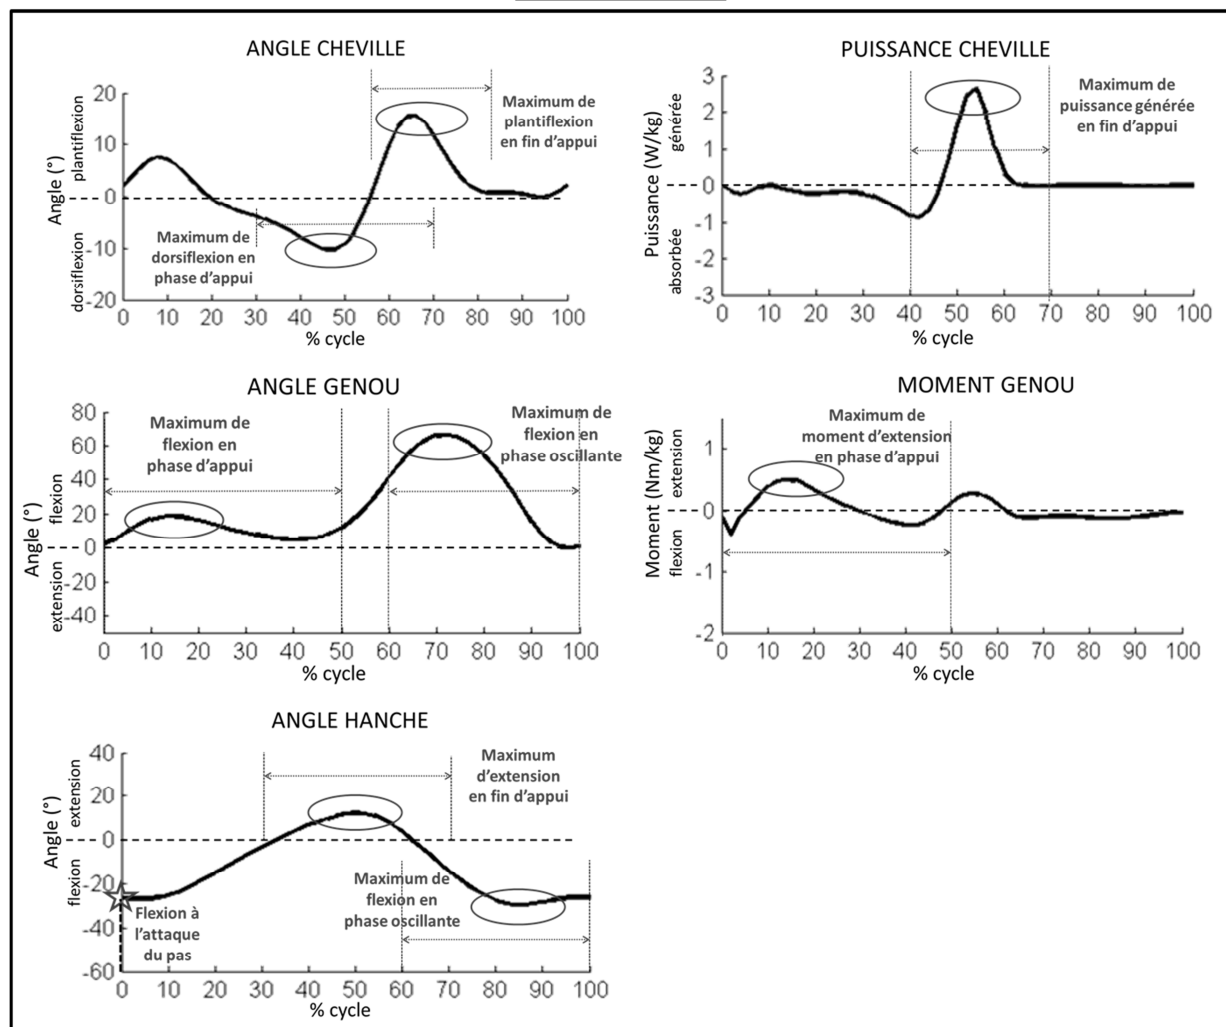 ANGLE CHEVILLE
Angle (°)
dorsiflexion
plantiflexion
20
10
0
-10
-20
Maximum de
plantiflexion
en fin d'appui
Maximum de
dorsiflexion en
phase d'appui
0 10 20 30 40 50 60 70 80 90 100
% cycle
PUISSANCE CHEVILLE
Puissance (W/kg)
absorbée
générée
3
2
1
0
-1
-2
-3
Maximum de
puissance générée
en fin d'appui
0 10 20 30 40 50 60 70 80 90 100
% cycle
ANGLE GENOU
Angle (°)
extension
flexion
80
60
40
20
0
-20
-40
Maximum de
flexion en
phase d'appui
Maximum de
flexion en
phase oscillante
0 10 20 30 40 50 60 70 80 90 100
% cycle
MOMENT GENOU
Moment (Nm/kg)
flexion
extension
1
0
-1
-2
Maximum de
moment d'extension
en phase d'appui
0 10 20 30 40 50 60 70 80 90 100
% cycle
ANGLE HANCHE
Angle (°)
flexion
extension
40
20
0
-20
-40
-60
Maximum
d'extension
en fin d'appui
Maximum de
flexion en
phase oscillante
Flexion à
l'attaque
du pas
0 10 20 30 40 50 60 70 80 90 100
% cycle